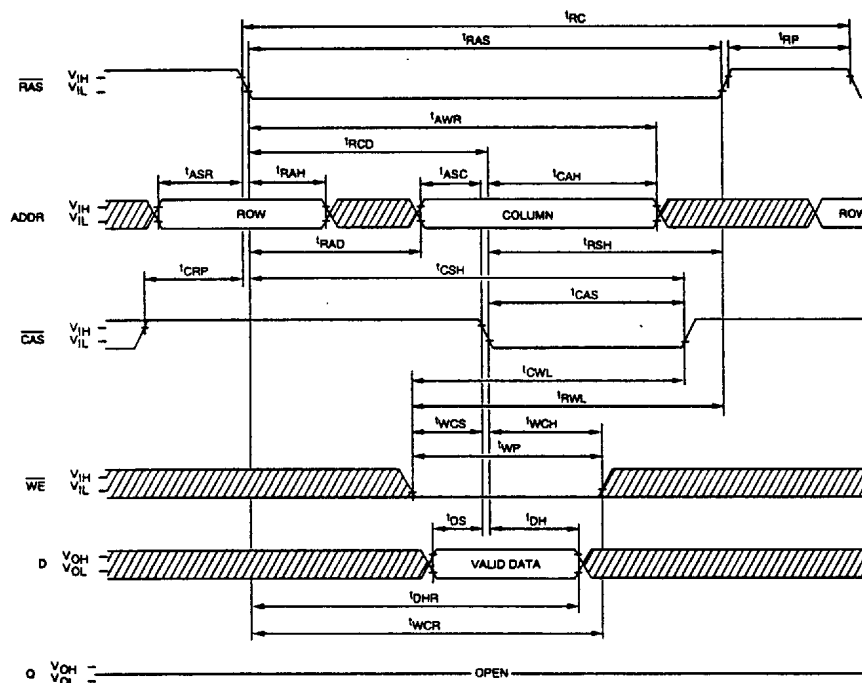 tRC
tRAS
tRP
RAS VIH
VIL
tAWR
tRCD
tASR tRAH tASC tCAH
ADDR VIH
VIL ROW COLUMN ROW
tRAD tRSH
tCRP tCSH
tCAS
CAS VIH
VIL
tCWL
tRWL
tWCS tWCH
tWP
WE VIH
VIL
tDS tDH
D VOH
VOL VALID DATA
tDHR
tWCR
Q VOH
VOL OPEN